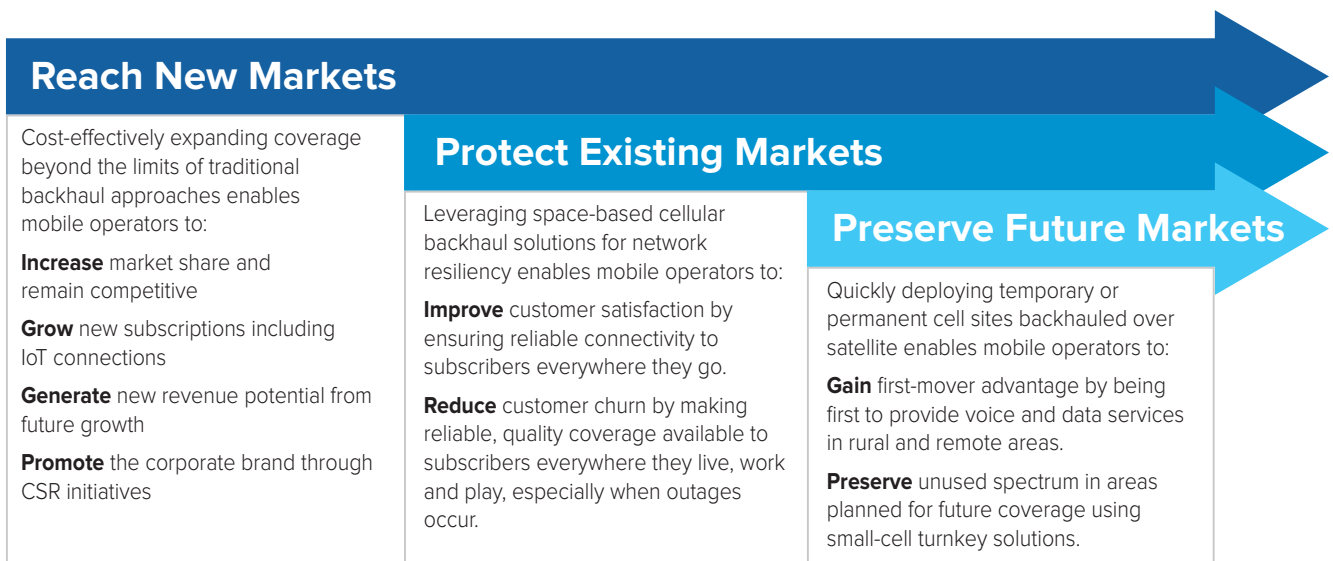 Reach New Markets
Cost-effectively expanding coverage
beyond the limits of traditional
backhaul approaches enables
mobile operators to:
Increase market share and
remain competitive
Grow new subscriptions including
IoT connections
Generate new revenue potential from
future growth
Promote the corporate brand through
CSR initiatives
Protect Existing Markets
Leveraging space-based cellular
backhaul solutions for network
resiliency enables mobile operators to:
Improve customer satisfaction by
ensuring reliable connectivity to
subscribers everywhere they go.
Reduce customer churn by making
reliable, quality coverage available to
subscribers everywhere they live, work
and play, especially when outages
occur.
Preserve Future Markets
Quickly deploying temporary or
permanent cell sites backhauled over
satellite enables mobile operators to:
Gain first-mover advantage by being
first to provide voice and data services
in rural and remote areas.
Preserve unused spectrum in areas
planned for future coverage using
small-cell turnkey solutions.